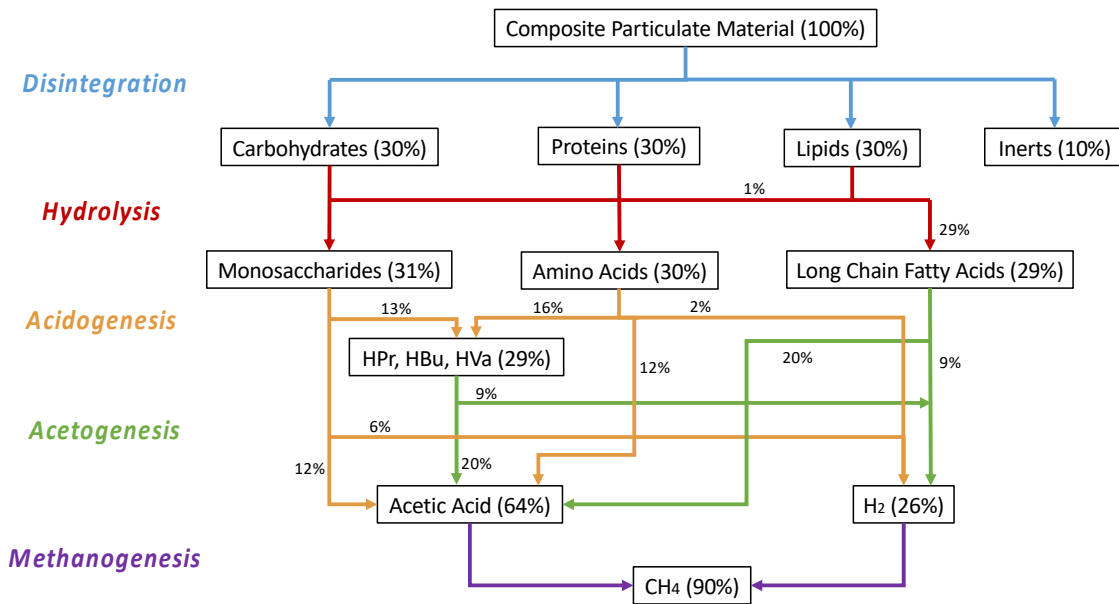 Composite Particulate Material (100%)
Disintegration
Carbohydrates (30%)
Proteins (30%)
Lipids (30%)
Inerts (10%)
1%
Hydrolysis
29%
Monosaccharides (31%)
Amino Acids (30%)
Long Chain Fatty Acids (29%)
13%
16%
2%
Acidogenesis
HPr, HBu, HVa (29%)
12%
20%
9%
9%
Acetogenesis
6%
12%
20%
Acetic Acid (64%)
H2 (26%)
Methanogenesis
CH4 (90%)